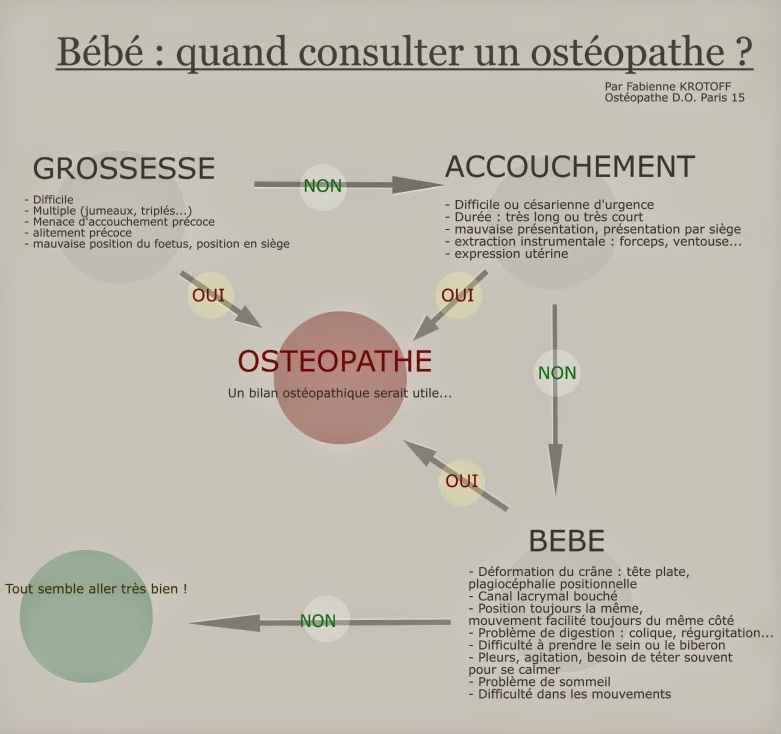 Bébé : quand consulter un ostéopathe ?
Par Fabienne KROTOFF
Ostéopathe D.O. Paris 15
GROSSESSE
- Difficile
- Multiple (jumeaux, triplés...)
- Menace d'accouchement précoce
- alitement précoce
- mauvaise position du foetus, position en siège
NON
ACCOUCHEMENT
- Difficile ou césarienne d'urgence
- Durée : très long ou très court
- mauvaise présentation, présentation par siège
- extraction instrumentale : forceps, ventouse...
- expression utérine
OUI
OUI
OSTEOPATHE
Un bilan ostéopathique serait utile...
NON
OUI
BEBE
- Déformation du crâne : tête plate,
plagiocéphalie positionnelle
- Canal lacrymal bouché
- Position toujours la même,
mouvement facilité toujours du même côté
- Problème de digestion : colique, régurgitation...
- Difficulté à prendre le sein ou le biberon
- Pleurs, agitation, besoin de téter souvent
pour se calmer
- Problème de sommeil
- Difficulté dans les mouvements
NON
Tout semble aller très bien !